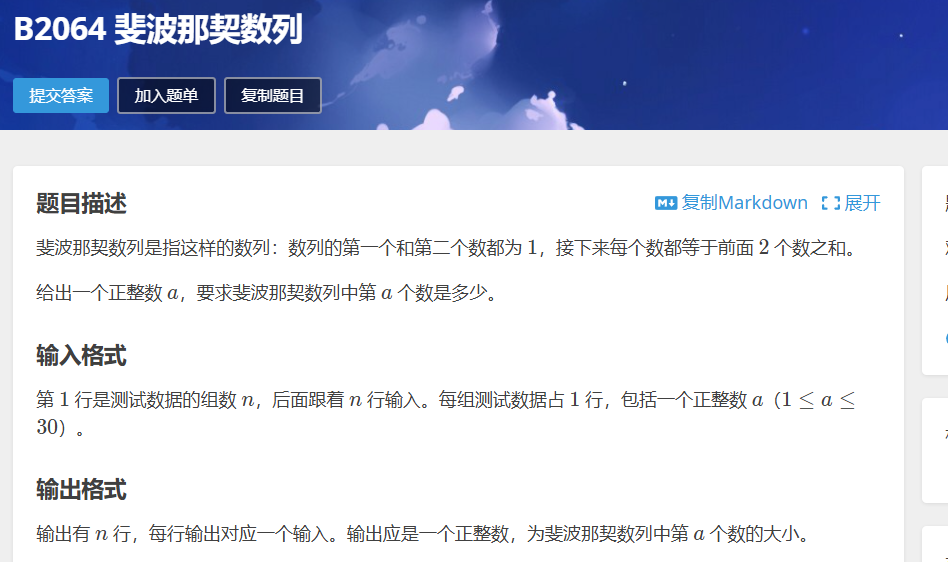 B2064 斐波那契数列
提交答案 加入题单 复制题目
题目描述 复制Markdown 展开
斐波那契数列是指这样的数列：数列的第一个和第二个数都为 1，接下来每个数都等于前面 2 个数之和。
给出一个正整数 a，要求斐波那契数列中第 a 个数是多少。
输入格式
第 1 行是测试数据的组数 n，后面跟着 n 行输入。每组测试数据占 1 行，包括一个正整数 a（1 ≤ a ≤
30）。
输出格式
输出有 n 行，每行输出对应一个输入。输出应是一个正整数，为斐波那契数列中第 a 个数的大小。